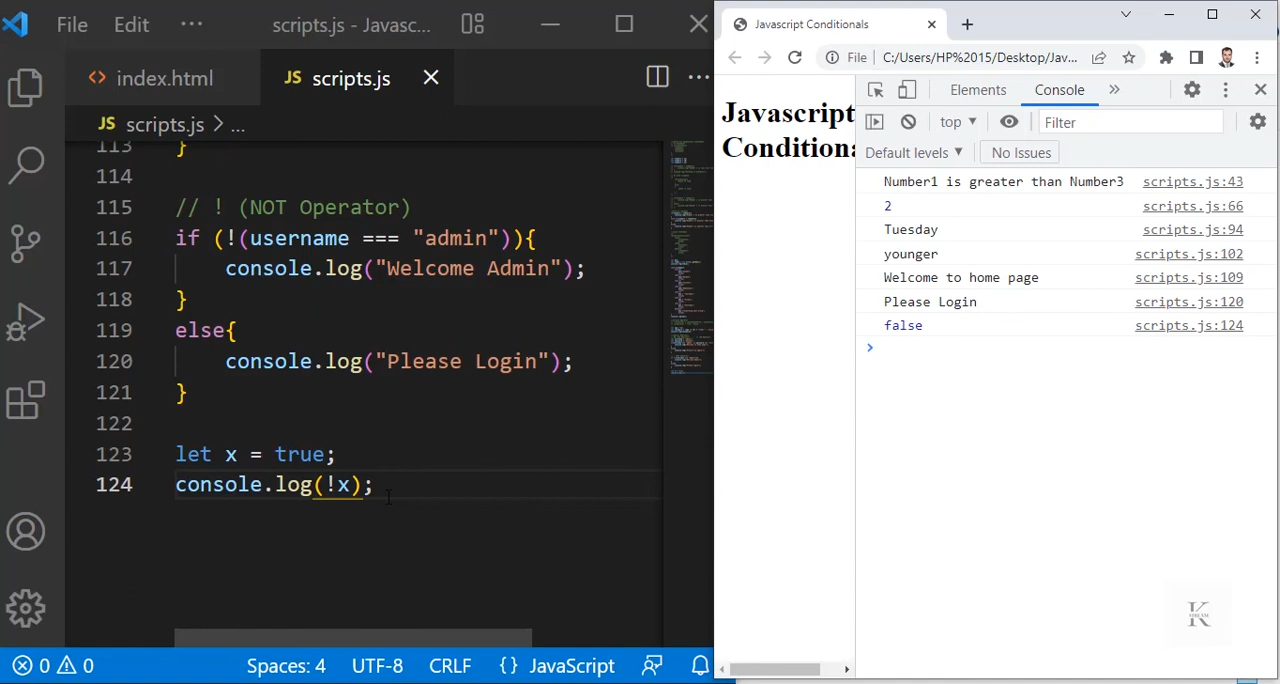 File Edit ··· scripts.js - Javasc...
index.html JS scripts.js
JS scripts.js > ...
113 }
114
115 // ! (NOT Operator)
116 if (!(username === "admin")){
117 console.log("Welcome Admin");
118 }
119 else{
120 console.log("Please Login");
121 }
122
123 let x = true;
124 console.log(!x);
0 0 Spaces: 4 UTF-8 CRLF {} JavaScript
Javascript Conditionals
File C:/Users/HP%2015/Desktop/Jav...
Javascript
Conditiona
Elements Console »
top Filter
Default levels No Issues
Number1 is greater than Number3 scripts.js:43
2 scripts.js:66
Tuesday scripts.js:94
younger scripts.js:102
Welcome to home page scripts.js:109
Please Login scripts.js:120
false scripts.js:124
K